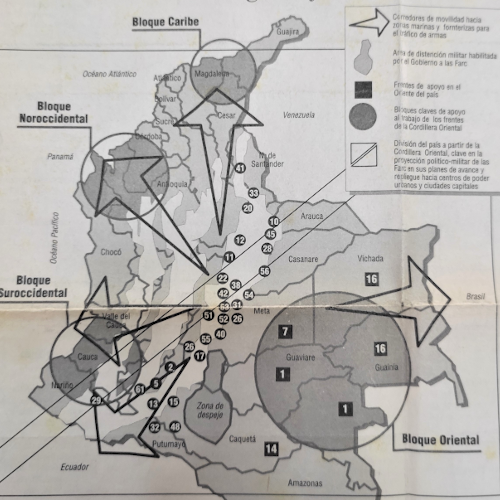 Bloque Caribe
Guajira
Océano Atlántico
Atlántico
Magdalena
Bolívar
Cesar
Sucre
Venezuela
Bloque
Noroccidental
Córdoba
Panamá
Antioquia
N. de
Santander
41
33
20
Arauca
10
45
12
28
Océano Pacífico
Chocó
11
Casanare
Vichada
56
22
16
38
42
54
Brasil
Bloque
Suroccidental
53
31
Meta
51
52
26
Valle del
Cauca
7
40
55
26
17
16
Cauca
Guaviare
Guainía
2
1
Nariño
5
61
29
13
15
Zona de
despeje
1
32
48
Putumayo
Caquetá
14
Bloque Oriental
Ecuador
Amazonas
Corredores de movilidad hacia
zonas marinas y fronterizas para
el tráfico de armas
Area de distención militar habilitada
por el Gobierno a las Farc
Frentes de apoyo en el
Oriente del país
Bloques claves de apoyo
al trabajo de los frentes
de la Cordillera Oriental
División del país a partir de la
Cordillera Oriental, clave en la
proyección político-militar de las
Farc en sus planes de avance y
repliegue hacia centros de poder
urbanos y ciudades capitales